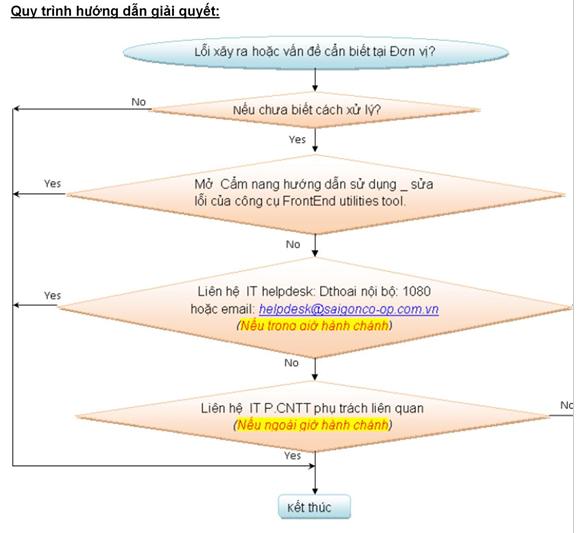 Quy trình hướng dẫn giải quyết:
Lỗi xảy ra hoặc vấn đề cần biết tại Đơn vị?
No
Nếu chưa biết cách xử lý?
Yes
Yes
Mở Cẩm nang hướng dẫn sử dụng _ sửa
lỗi của công cụ FrontEnd utilities tool.
No
Liên hệ IT helpdesk: Dthoai nội bộ: 1080
Yes
hoặc email: helpdesk@saigonco-op.com.vn
(Nếu trong giờ hành chánh)
No
Liên hệ IT P.CNTT phụ trách liên quan
No
(Nếu ngoài giờ hành chánh)
Yes
Kết thúc